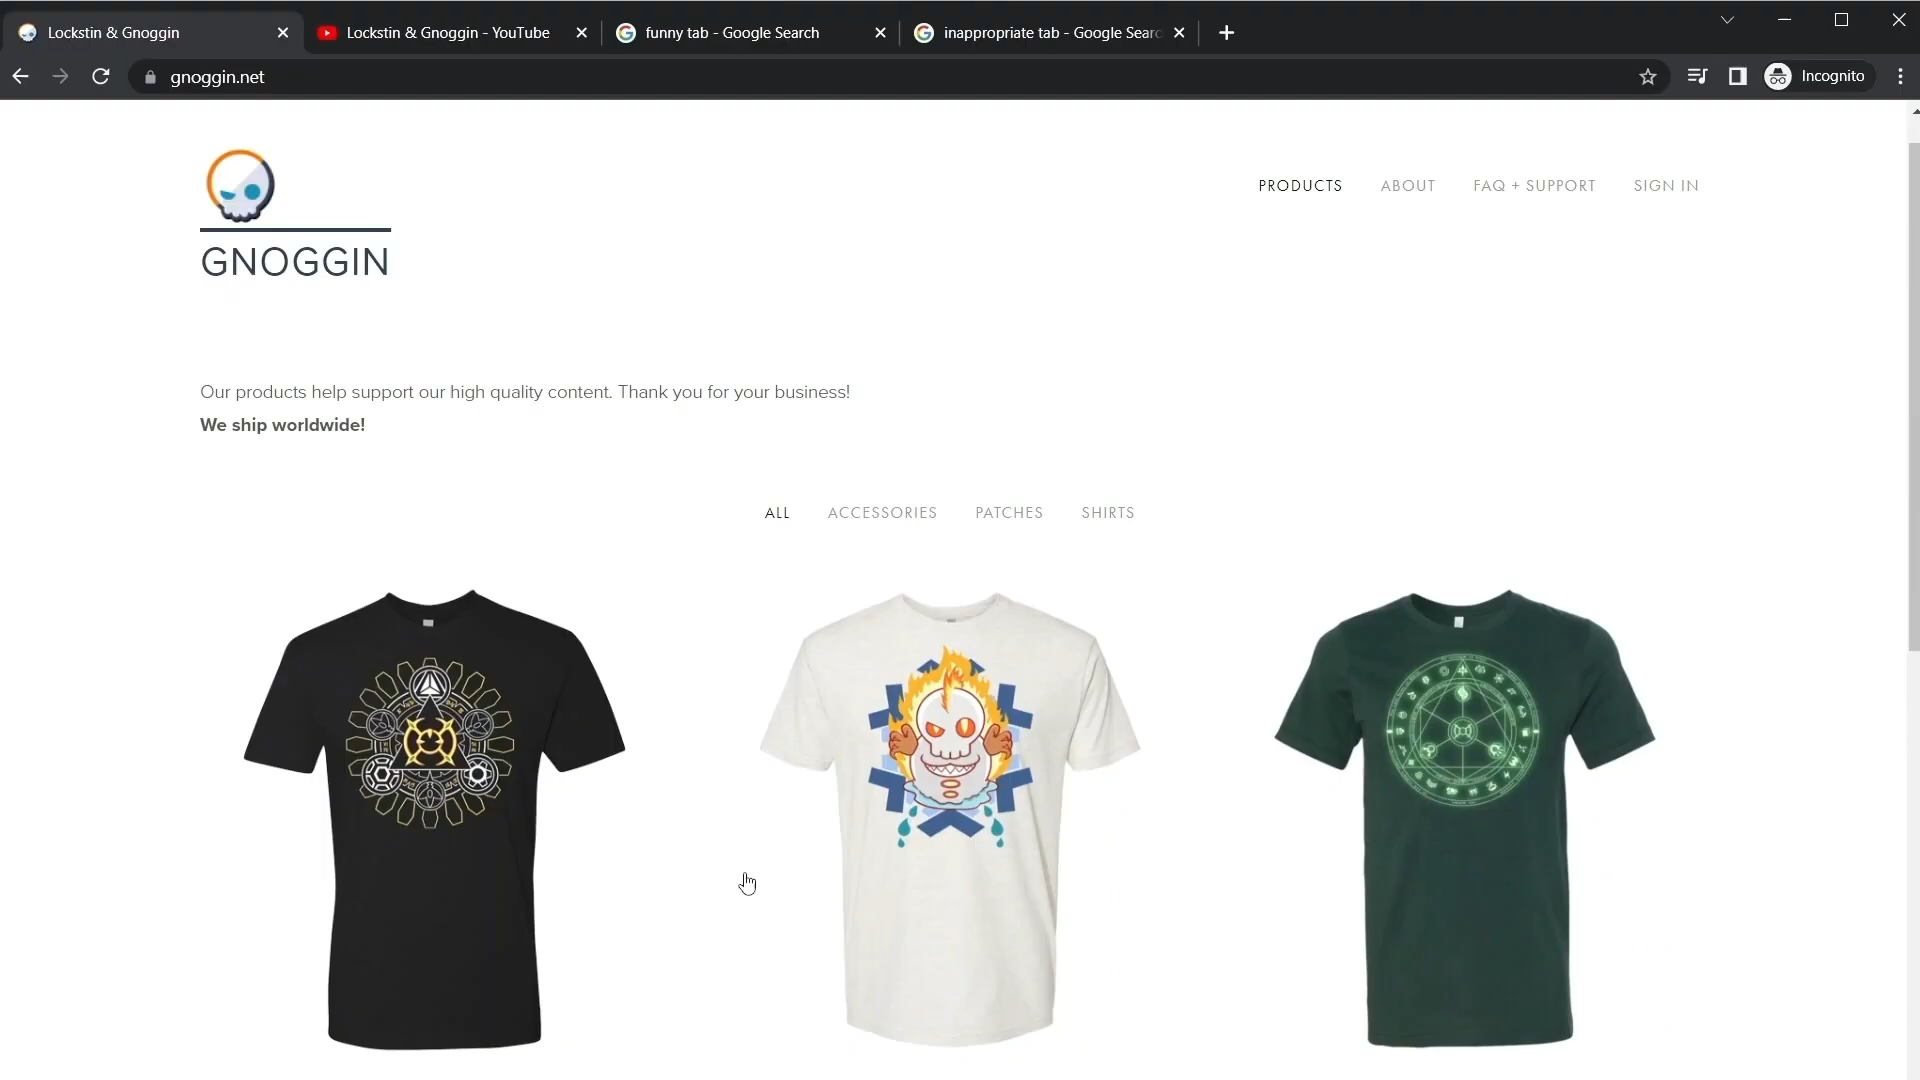 Lockstin & Gnoggin
Lockstin & Gnoggin - YouTube
funny tab - Google Search
inappropriate tab - Google Searc
gnoggin.net
Incognito
GNOGGIN
PRODUCTS
ABOUT
FAQ + SUPPORT
SIGN IN
Our products help support our high quality content. Thank you for your business!
We ship worldwide!
ALL
ACCESSORIES
PATCHES
SHIRTS